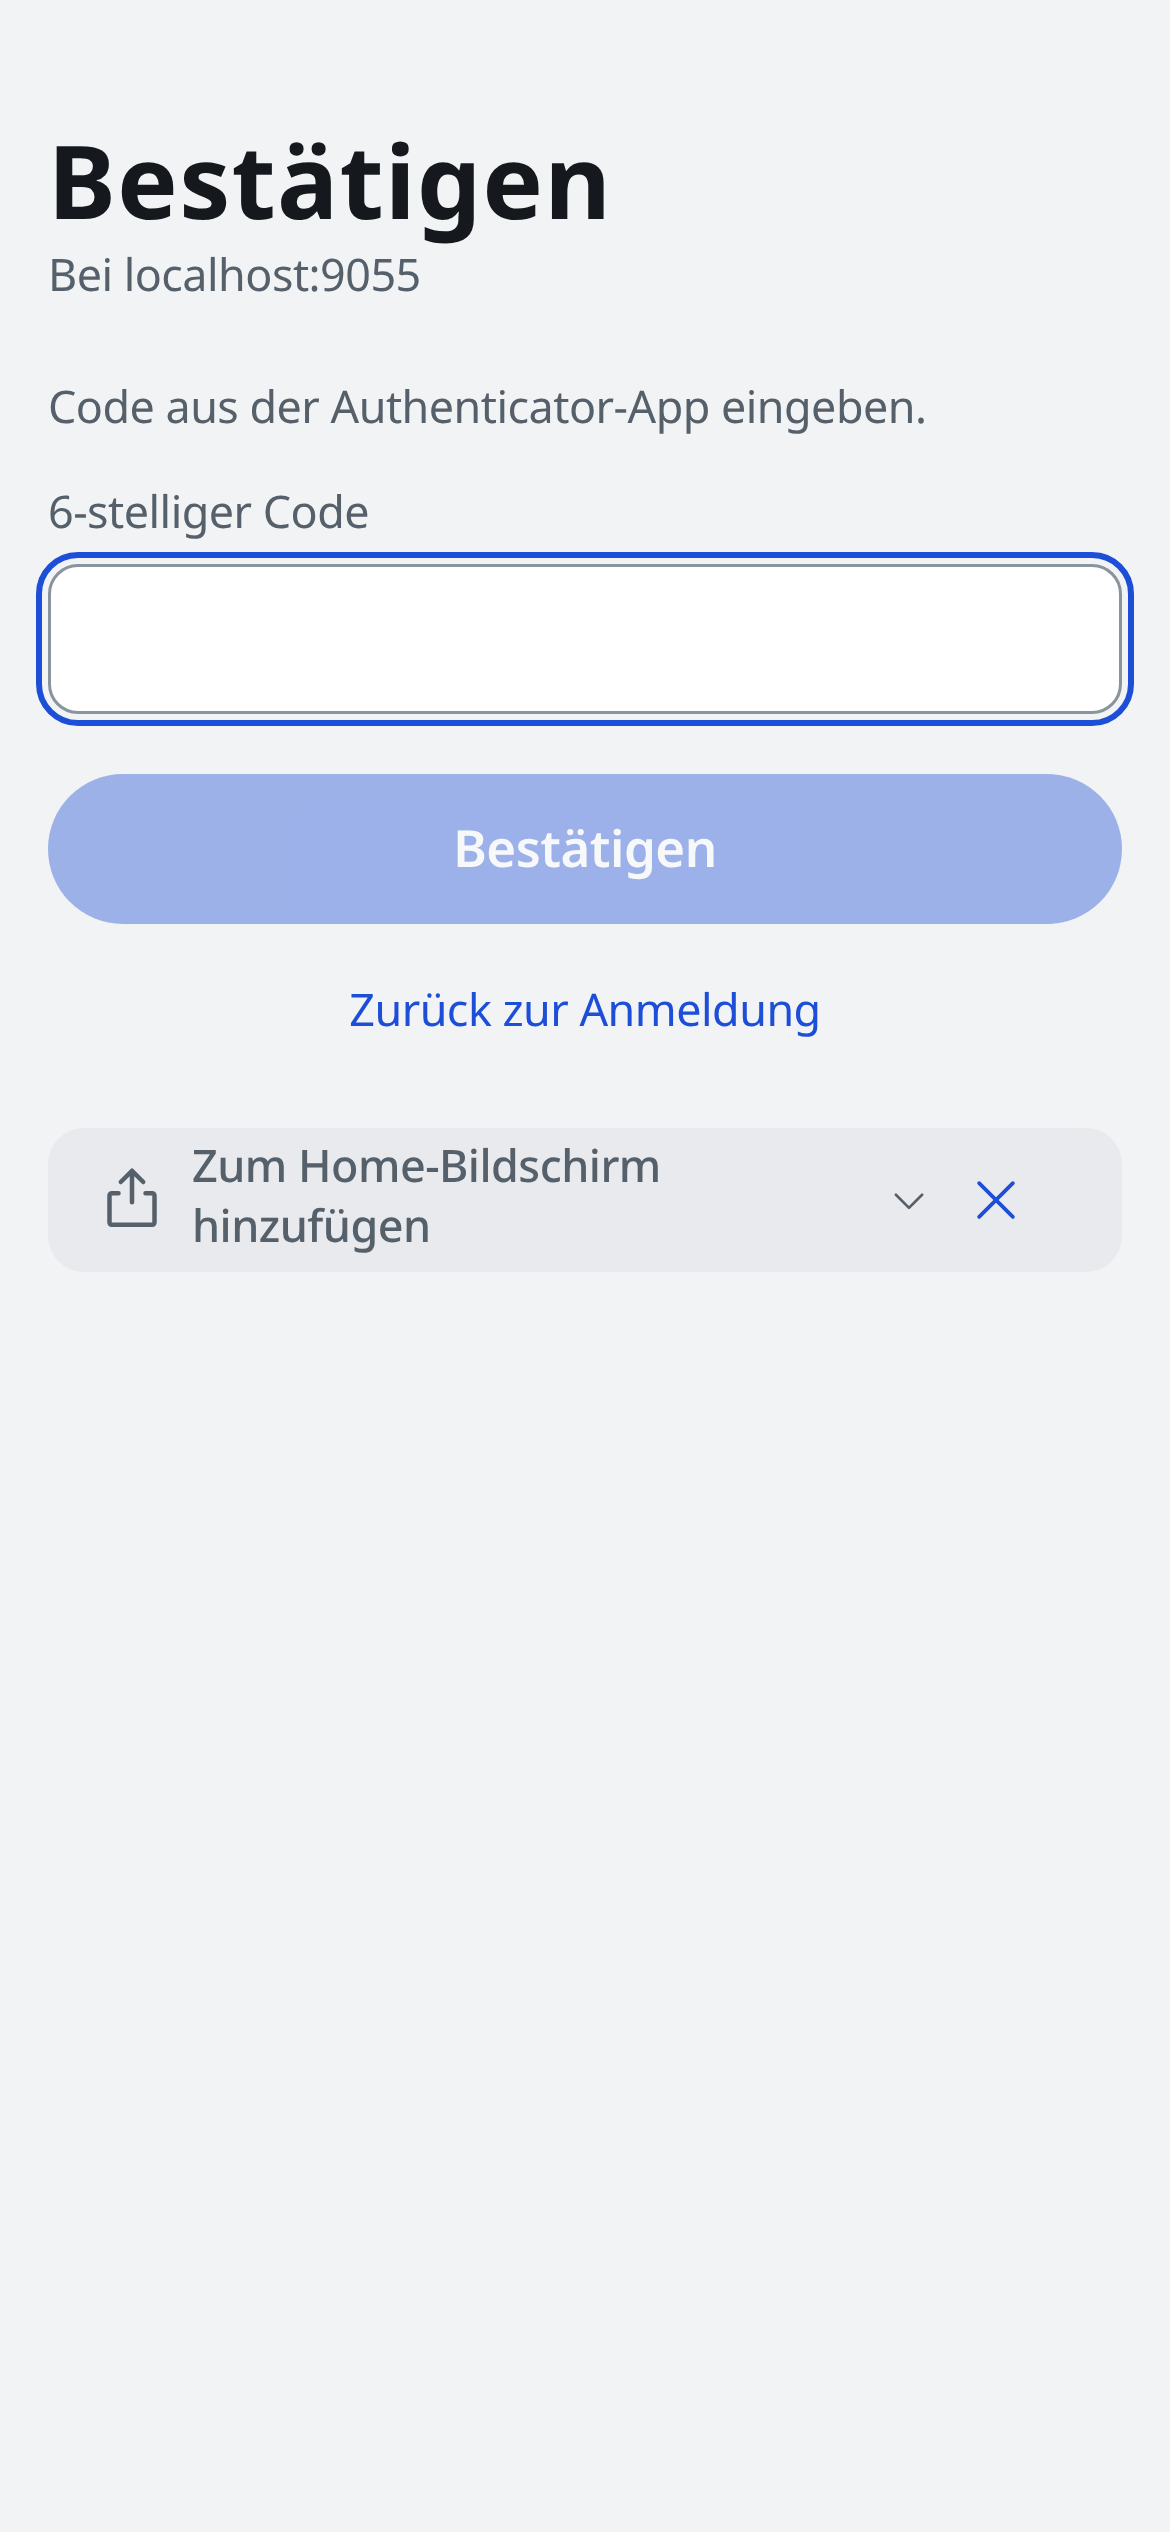 Bestätigen
Bei localhost:9055
Code aus der Authenticator-App eingeben.
6-stelliger Code
Bestätigen
Zurück zur Anmeldung
Zum Home-Bildschirm
hinzufügen